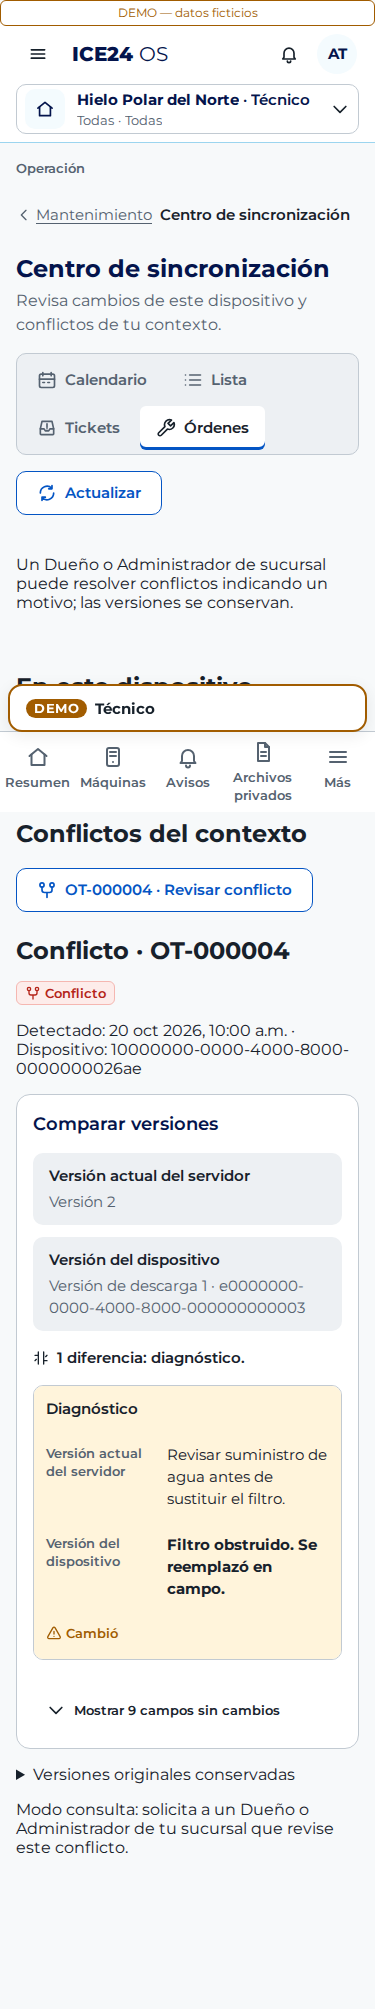 DEMO — datos ficticios
ICE24 OS
AT
Hielo Polar del Norte · Técnico
Todas · Todas
Operación
Mantenimiento Centro de sincronización
Centro de sincronización
Revisa cambios de este dispositivo y
conflictos de tu contexto.
Calendario
Lista
Tickets
Órdenes
Actualizar
Un Dueño o Administrador de sucursal
puede resolver conflictos indicando un
motivo; las versiones se conservan.
En este dispositivo
DEMO Técnico
Resumen
Máquinas
Avisos
Archivos
privados
Más
Conflictos del contexto
OT-000004 · Revisar conflicto
Conflicto · OT-000004
Conflicto
Detectado: 20 oct 2026, 10:00 a.m. ·
Dispositivo: 10000000-0000-4000-8000-
0000000026ae
Comparar versiones
Versión actual del servidor
Versión 2
Versión del dispositivo
Versión de descarga 1 · e0000000-
0000-4000-8000-000000000003
1 diferencia: diagnóstico.
Diagnóstico
Versión actual
del servidor
Revisar suministro de
agua antes de
sustituir el filtro.
Versión del
dispositivo
Filtro obstruido. Se
reemplazó en
campo.
Cambió
Mostrar 9 campos sin cambios
Versiones originales conservadas
Modo consulta: solicita a un Dueño o
Administrador de tu sucursal que revise
este conflicto.